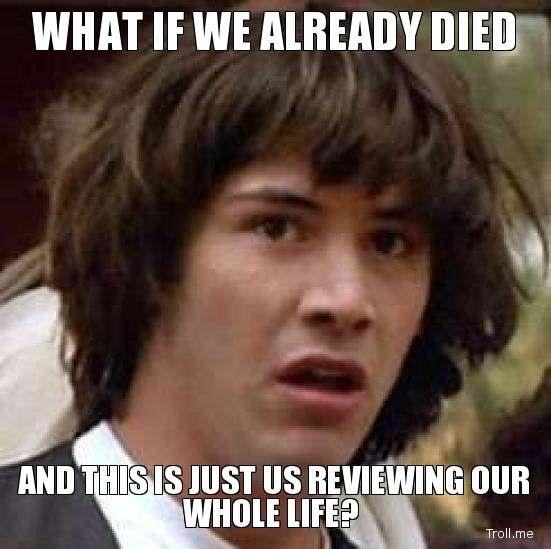 WHAT IF WE ALREADY DIED
AND THIS IS JUST US REVIEWING OUR
WHOLE LIFE?
Troll.me